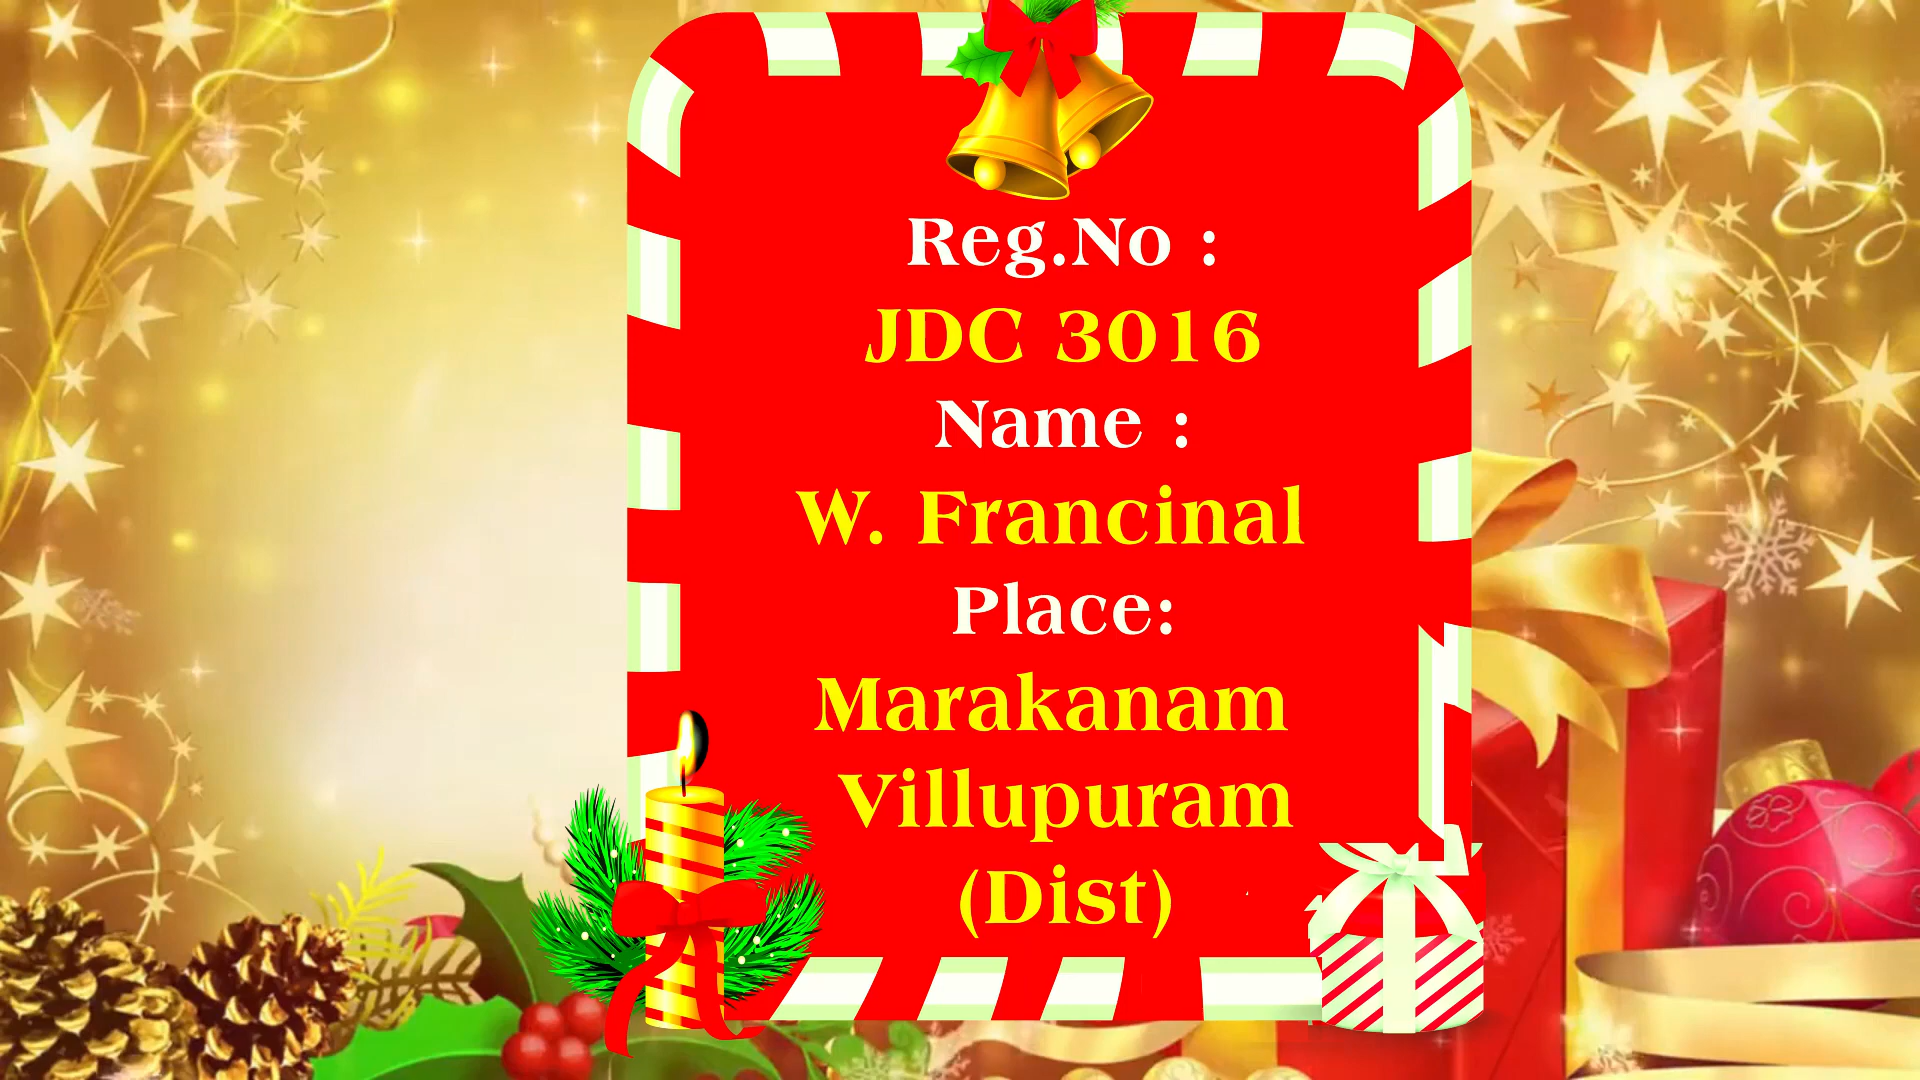 Reg.No :
JDC 3016
Name :
W. Francinal
Place:
Marakanam
Villupuram
(Dist)